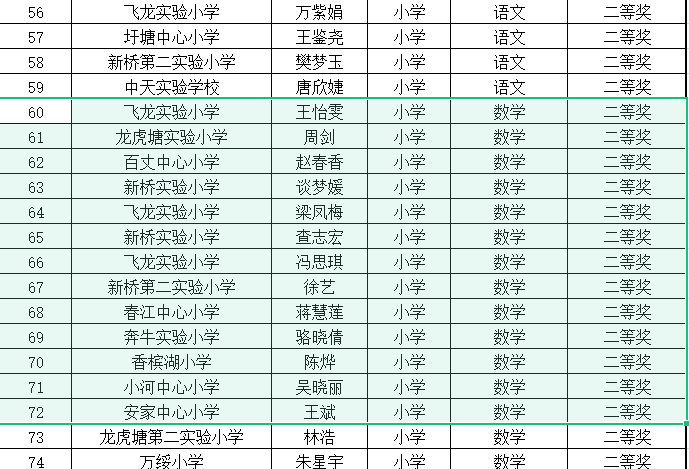 56 飞龙实验小学 万紫娟 小学 语文 二等奖
57 圩塘中心小学 王鉴尧 小学 语文 二等奖
58 新桥第二实验小学 樊梦玉 小学 语文 二等奖
59 中天实验学校 唐欣婕 小学 语文 二等奖
60 飞龙实验小学 王怡雯 小学 数学 二等奖
61 龙虎塘实验小学 周剑 小学 数学 二等奖
62 百丈中心小学 赵春香 小学 数学 二等奖
63 新桥实验小学 谈梦媛 小学 数学 二等奖
64 飞龙实验小学 梁凤梅 小学 数学 二等奖
65 新桥实验小学 查志宏 小学 数学 二等奖
66 飞龙实验小学 冯思琪 小学 数学 二等奖
67 新桥第二实验小学 徐艺 小学 数学 二等奖
68 春江中心小学 蒋慧莲 小学 数学 二等奖
69 奔牛实验小学 骆晓倩 小学 数学 二等奖
70 香槟湖小学 陈烨 小学 数学 二等奖
71 小河中心小学 吴晓丽 小学 数学 二等奖
72 安家中心小学 王斌 小学 数学 二等奖
73 龙虎塘第二实验小学 林浩 小学 数学 二等奖
74 万绥小学 朱星宇 小学 数学 二等奖